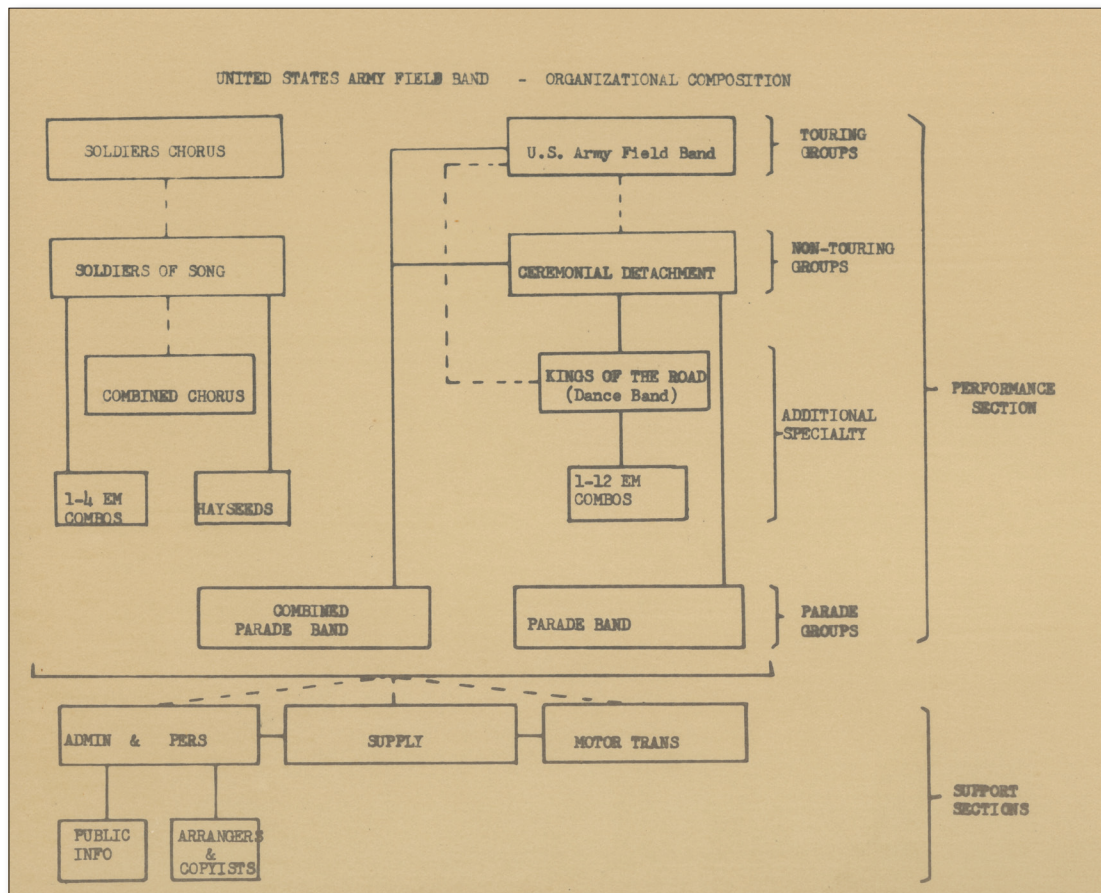 UNITED STATES ARMY FIELD BAND - ORGANIZATIONAL COMPOSITION
SOLDIERS CHORUS
U.S. Army Field Band
TOURING
GROUPS
SOLDIERS OF SONG
CEREMONIAL DETACHMENT
NON-TOURING
GROUPS
COMBINED CHORUS
KINGS OF THE ROAD
(Dance Band)
ADDITIONAL
SPECIALTY
PERFORMANCE
SECTION
1-4 EM
COMBOS
HAYSEEDS
1-12 EM
COMBOS
COMBINED
PARADE BAND
PARADE BAND
PARADE
GROUPS
ADMIN & PERS
SUPPLY
MOTOR TRANS
PUBLIC
INFO
ARRANGERS
&
COPYISTS
SUPPORT
SECTIONS